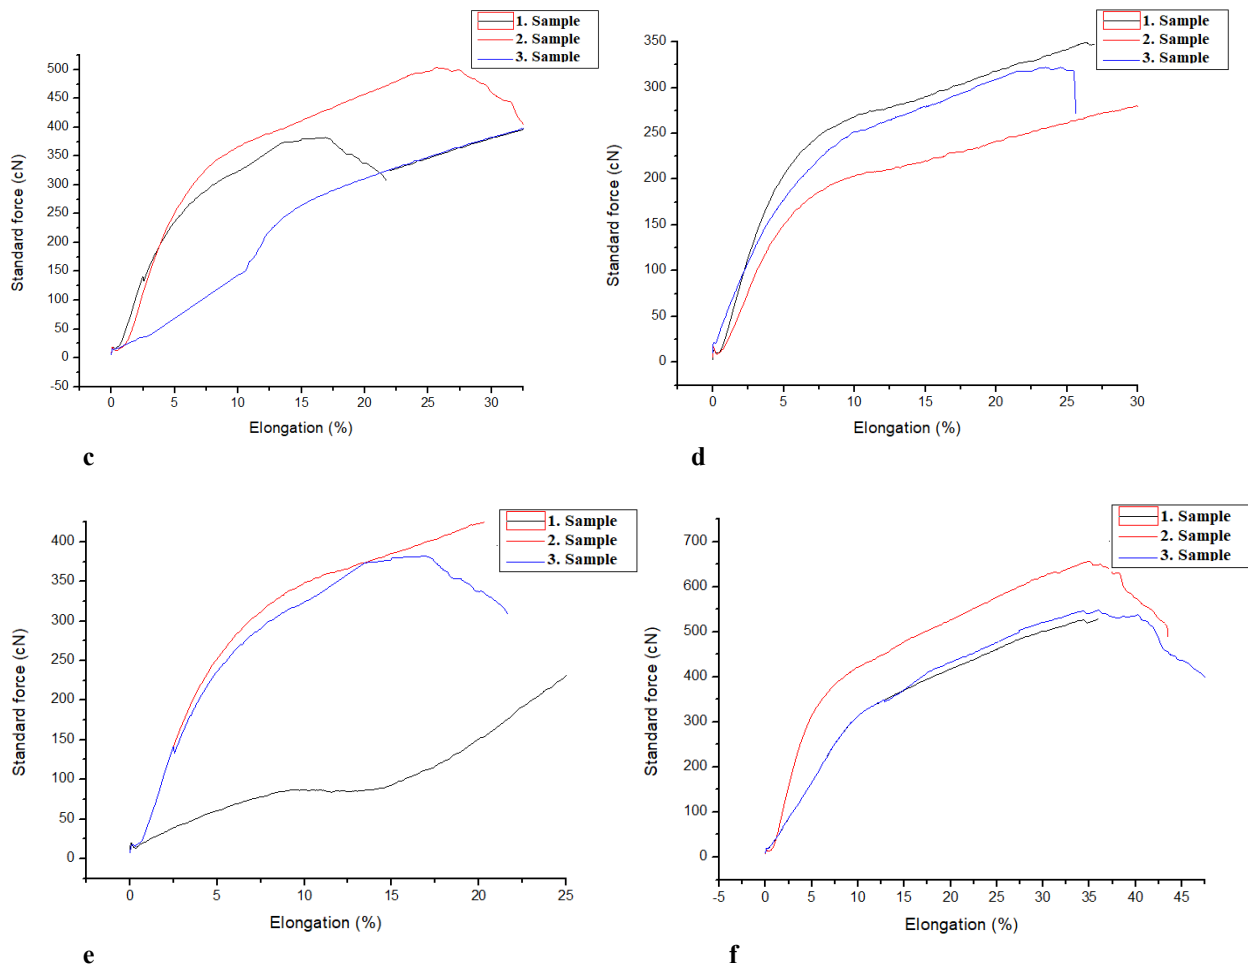 1. Sample
2. Sample
3. Sample
500
450
400
350
300
250
200
150
100
50
0
-50
Standard force (cN)
0 5 10 15 20 25 30
Elongation (%)
c
1. Sample
2. Sample
3. Sample
350
300
250
200
150
100
50
0
Standard force (cN)
0 5 10 15 20 25 30
Elongation (%)
d
1. Sample
2. Sample
3. Sample
400
350
300
250
200
150
100
50
0
Standard force (cN)
0 5 10 15 20 25
Elongation (%)
e
1. Sample
2. Sample
3. Sample
700
600
500
400
300
200
100
0
Standard force (cN)
-5 0 5 10 15 20 25 30 35 40 45
Elongation (%)
f